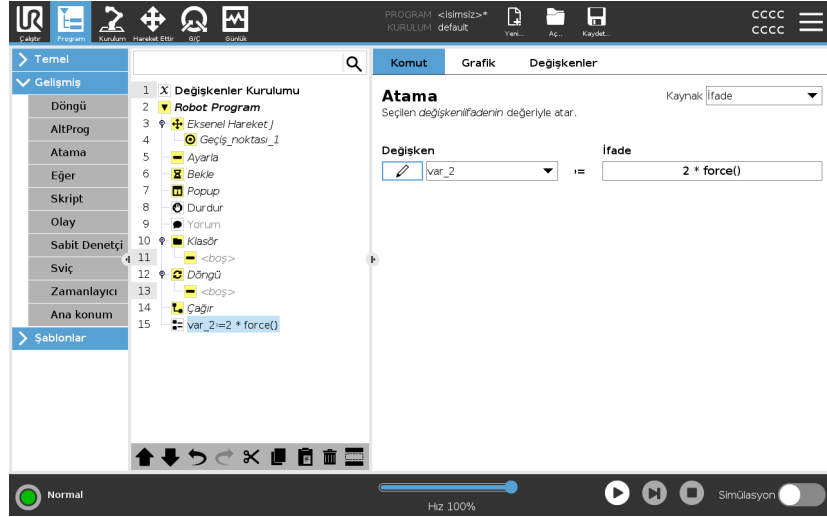 UR
Çalıştır
Program
Kurulum
Hareket Ettir
G/Ç
Günlük
PROGRAM <isimsiz>*
KURULUM default
Yeni...
Aç...
Kaydet...
CCCC
CCCC
Temel
Gelişmiş
Döngü
AltProg
Atama
Eğer
Skript
Olay
Sabit Denetçi
Sviç
Zamanlayıcı
Ana konum
Şablonlar
1 X Değişkenler Kurulumu
2 Robot Program
3 Eksenel Hareket J
4 Geçiş_noktası_1
5 Ayarla
6 Bekle
7 Popup
8 Durdur
9 Yorum
10 Klasör
11 <boş>
12 Döngü
13 <boş>
14 Çağır
15 var_2:=2 * force()
Komut Grafik Değişkenler
Atama
Kaynak İfade
Seçilen değişkeniifadenin değeriyle atar.
Değişken İfade
var_2 := 2 * force()
Normal
Hız 100%
Simülasyon